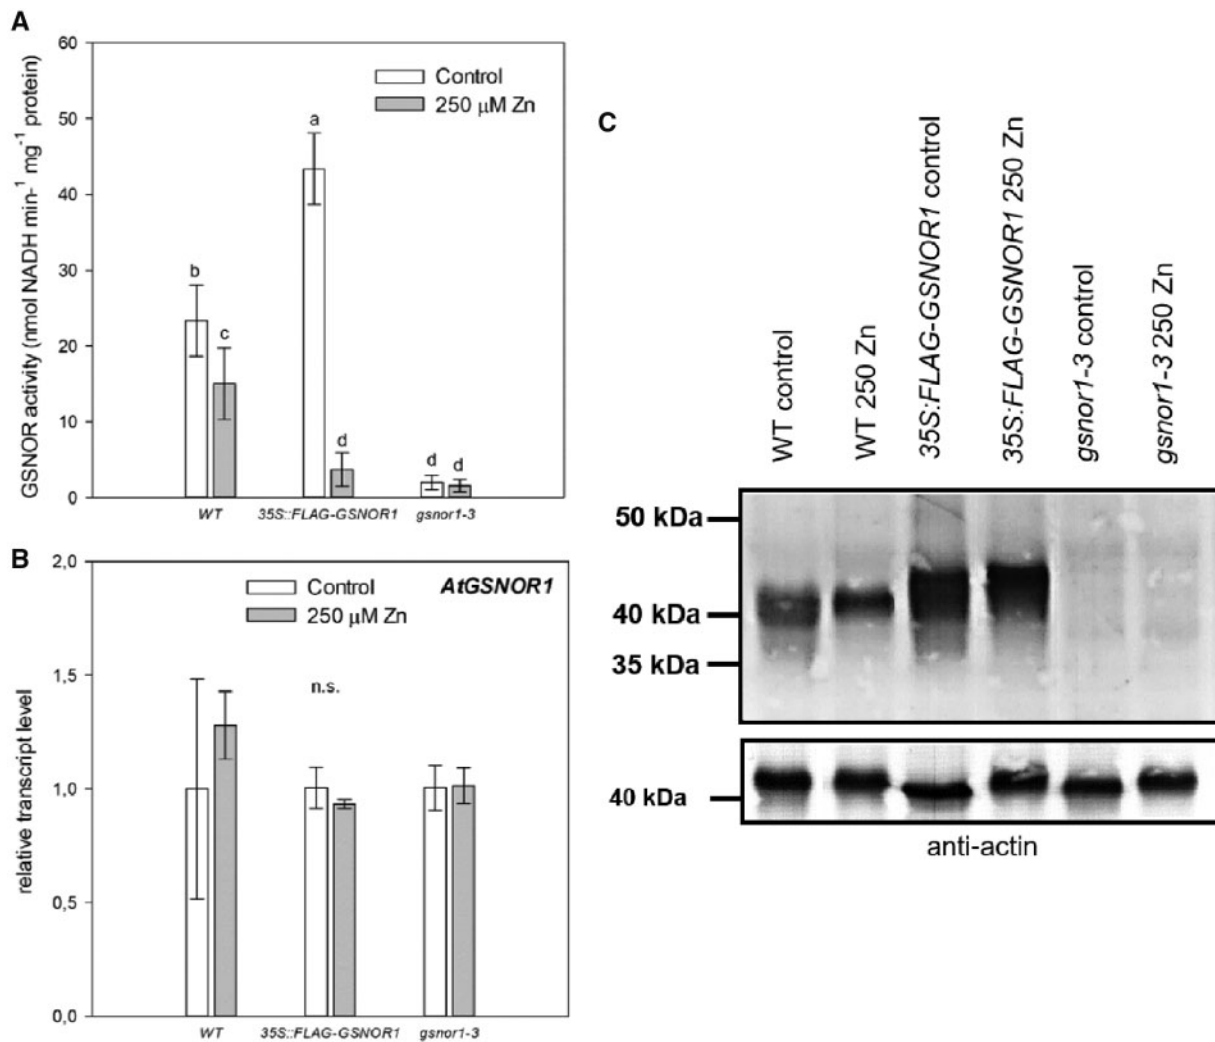 A
60
50
40
30
20
10
0
GSNOR activity (nmol NADH min-¹ mg⁻¹ protein)
Control
250 µM Zn
b
c
a
d
d
d
WT
35S::FLAG-GSNOR1
gsnor1-3
B
2,0
1,5
1,0
0,5
0,0
relative transcript level
Control
250 µM Zn
AtGSNOR1
n.s.
WT
35S::FLAG-GSNOR1
gsnor1-3
C
WT control
WT 250 Zn
35S:FLAG-GSNOR1 control
35S:FLAG-GSNOR1 250 Zn
gsnor1-3 control
gsnor1-3 250 Zn
50 kDa
40 kDa
35 kDa
40 kDa
anti-actin